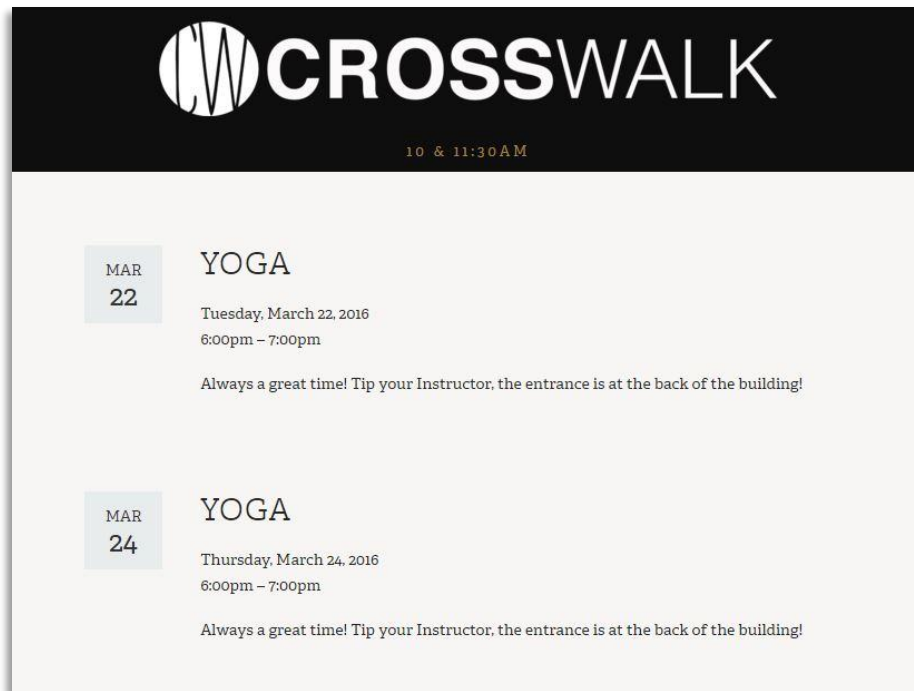 CW CROSSWALK
10 & 11:30AM
MAR
22
YOGA
Tuesday, March 22, 2016
6:00pm – 7:00pm
Always a great time! Tip your Instructor, the entrance is at the back of the building!
MAR
24
YOGA
Thursday, March 24, 2016
6:00pm – 7:00pm
Always a great time! Tip your Instructor, the entrance is at the back of the building!